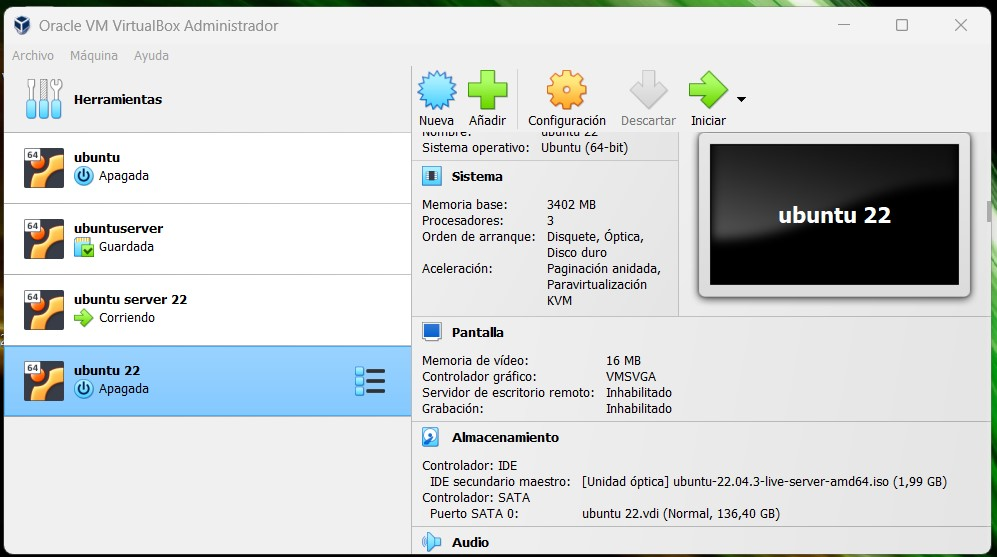 Oracle VM VirtualBox Administrador
Archivo Máquina Ayuda
Herramientas
64
ubuntu
Apagada
64
ubuntuserver
Guardada
64
ubuntu server 22
Corriendo
64
ubuntu 22
Apagada
Nueva Añadir Configuración Descartar Iniciar
Nombre: ubuntu 22
Sistema operativo: Ubuntu (64-bit)
Sistema
Memoria base: 3402 MB
Procesadores: 3
Orden de arranque: Disquete, Óptica,
Disco duro
Aceleración: Paginación anidada,
Paravirtualización
KVM
ubuntu 22
Pantalla
Memoria de vídeo: 16 MB
Controlador gráfico: VMSVGA
Servidor de escritorio remoto: Inhabilitado
Grabación: Inhabilitado
Almacenamiento
Controlador: IDE
IDE secundario maestro: [Unidad óptica] ubuntu-22.04.3-live-server-amd64.iso (1,99 GB)
Controlador: SATA
Puerto SATA 0: ubuntu 22.vdi (Normal, 136,40 GB)
Audio